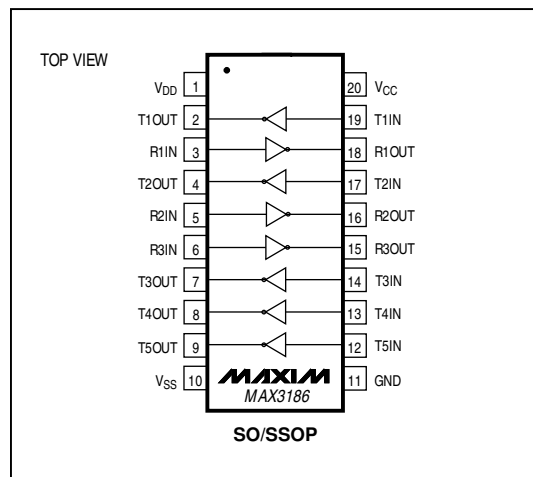 TOP VIEW
VDD 1 20 VCC
T1OUT 2 19 T1IN
R1IN 3 18 R1OUT
T2OUT 4 17 T2IN
R2IN 5 16 R2OUT
R3IN 6 15 R3OUT
T3OUT 7 14 T3IN
T4OUT 8 13 T4IN
T5OUT 9 12 T5IN
VSS 10 MAXIM 11 GND
MAX3186
SO/SSOP